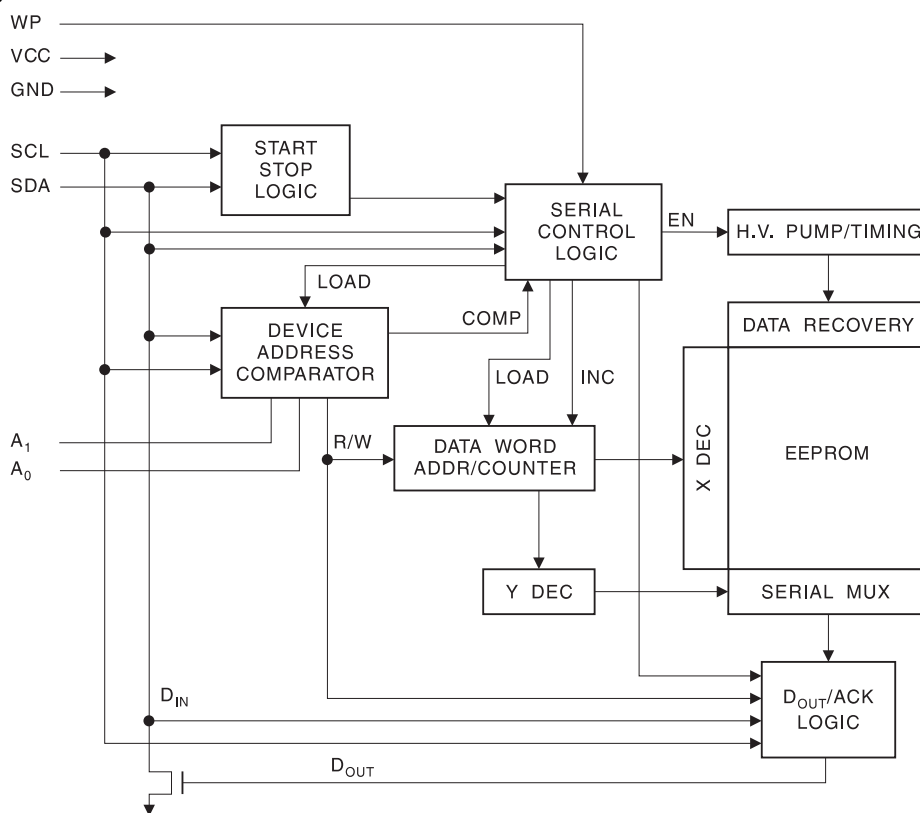 WP
VCC
GND
SCL
SDA
START
STOP
LOGIC
SERIAL
CONTROL
LOGIC
EN
H.V. PUMP/TIMING
LOAD
COMP
DEVICE
ADDRESS
COMPARATOR
DATA RECOVERY
LOAD
INC
A1
A0
R/W
DATA WORD
ADDR/COUNTER
X DEC
EEPROM
Y DEC
SERIAL MUX
DIN
DOUT/ACK
LOGIC
DOUT